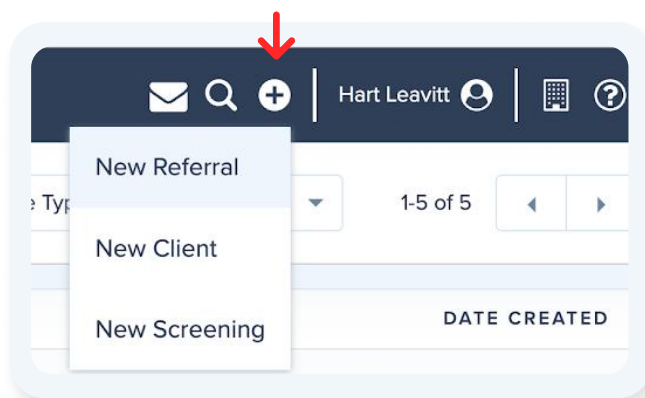 Hart Leavitt
New Referral
e Typ
1-5 of 5
New Client
DATE CREATED
New Screening